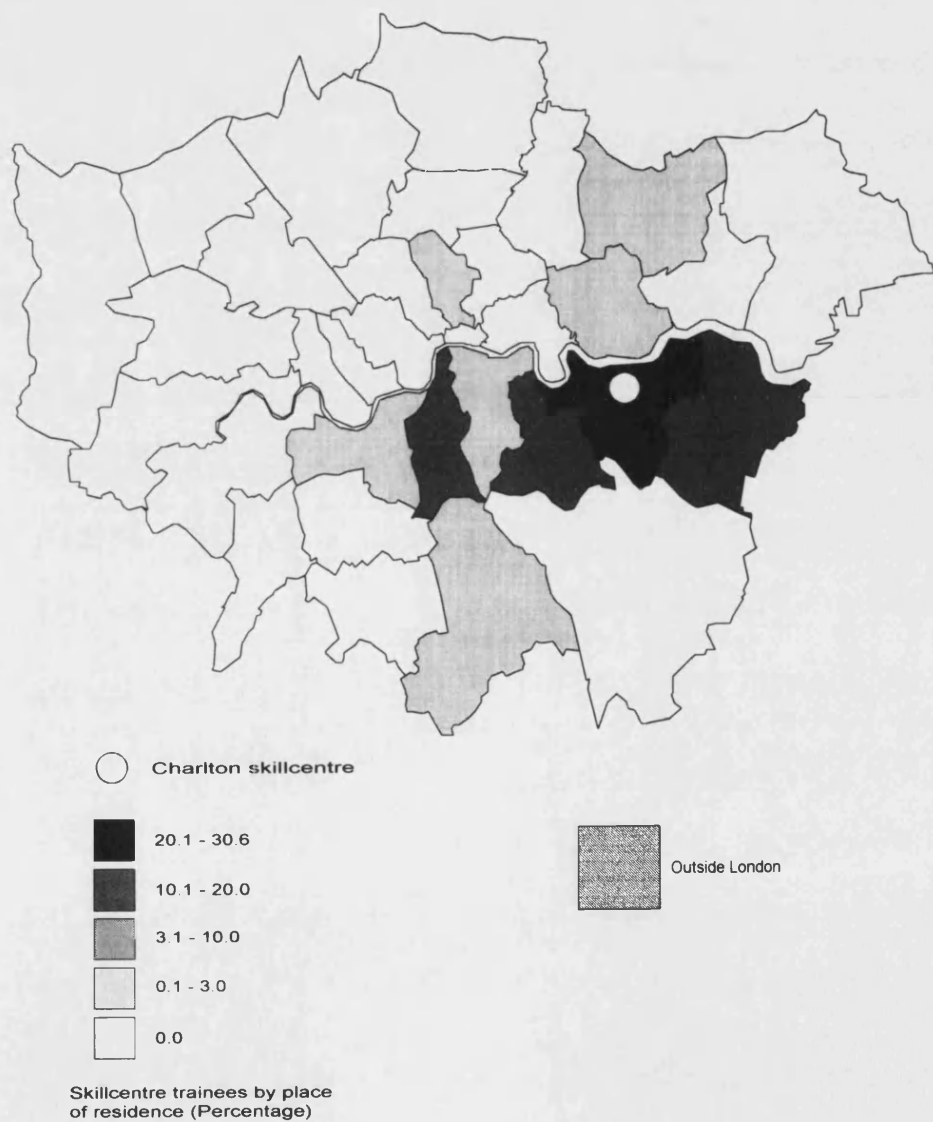 Charlton skillcentre
20.1 - 30.6
10.1 - 20.0
3.1 - 10.0
0.1 - 3.0
0.0
Outside London
Skillcentre trainees by place
of residence (Percentage)